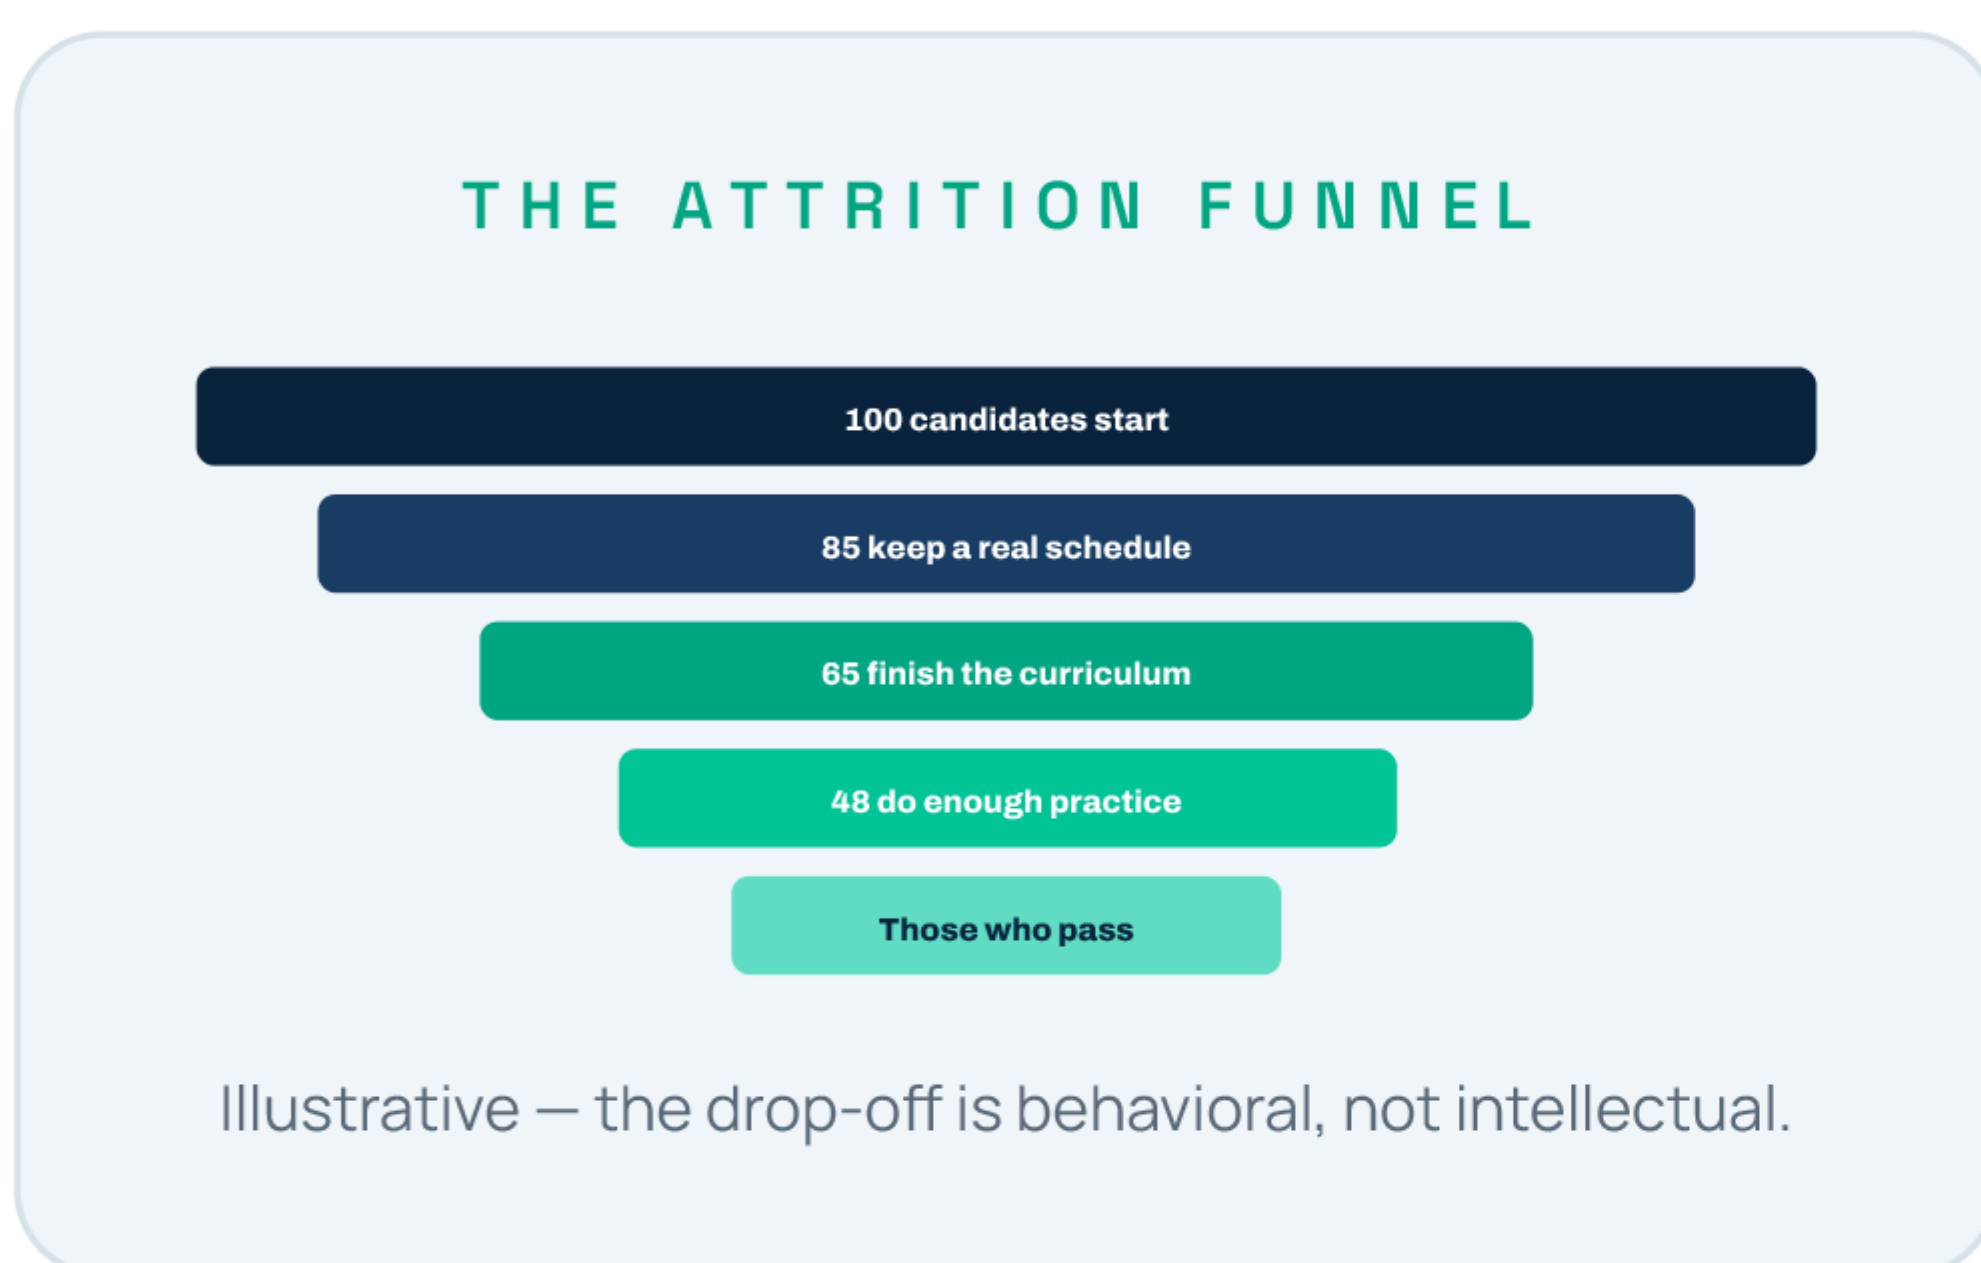 THE ATTRITION FUNNEL
100 candidates start
85 keep a real schedule
65 finish the curriculum
48 do enough practice
Those who pass
Illustrative — the drop-off is behavioral, not intellectual.